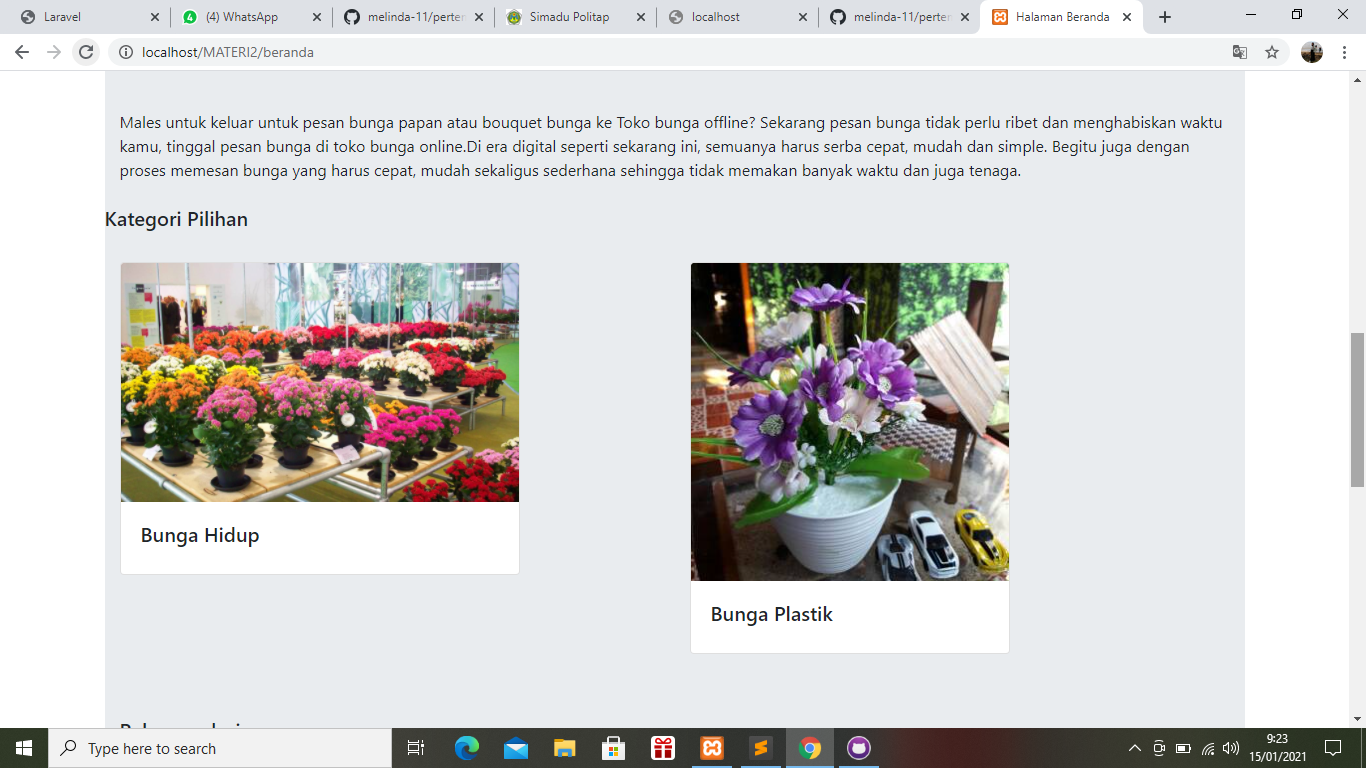 Laravel
(4) WhatsApp
melinda-11/perten
Simadu Politap
localhost
melinda-11/perten
Halaman Beranda
localhost/MATERI2/beranda
Males untuk keluar untuk pesan bunga papan atau bouquet bunga ke Toko bunga offline? Sekarang pesan bunga tidak perlu ribet dan menghabiskan waktu
kamu, tinggal pesan bunga di toko bunga online.Di era digital seperti sekarang ini, semuanya harus serba cepat, mudah dan simple. Begitu juga dengan
proses memesan bunga yang harus cepat, mudah sekaligus sederhana sehingga tidak memakan banyak waktu dan juga tenaga.
Kategori Pilihan
Bunga Hidup
Bunga Plastik
Type here to search
9:23
15/01/2021